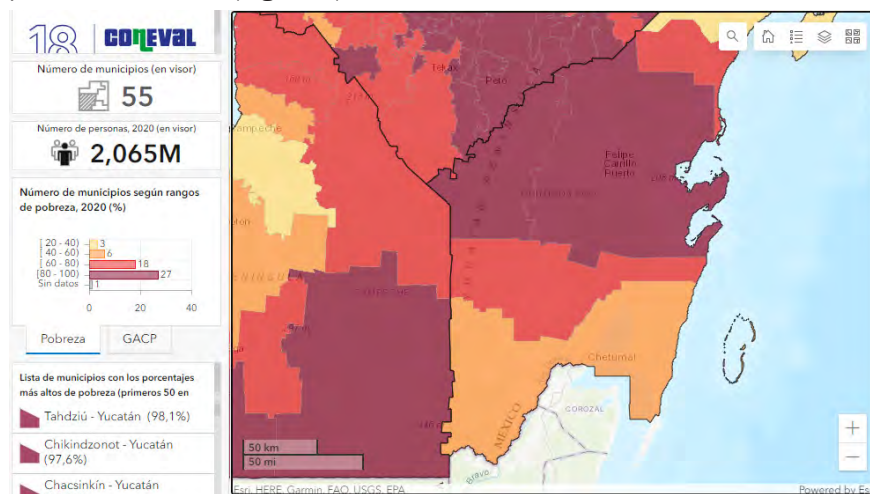 18 CONEVAL
Número de municipios (en visor)
55
Número de personas, 2020 (en visor)
2,065M
Número de municipios según rangos
de pobreza, 2020 (%)
[ 20 - 40) 3
[ 40 - 60) 6
[ 60 - 80) 18
[80 - 100) 27
Sin datos 1
0 20 40
Pobreza GACP
Lista de municipios con los porcentajes
más altos de pobreza (primeros 50 en
Tahdziú - Yucatán (98,1%)
Chikindzonot - Yucatán
(97,6%)
Chacsinkín - Yucatán
Tekax
Peto
Felipe
Carrillo
Puerto
Chetumal
COROZAL
MEXICO
Bravo
50 km
50 mi
Esri, HERE, Garmin, FAO, USGS, EPA
Powered by Es
+
−